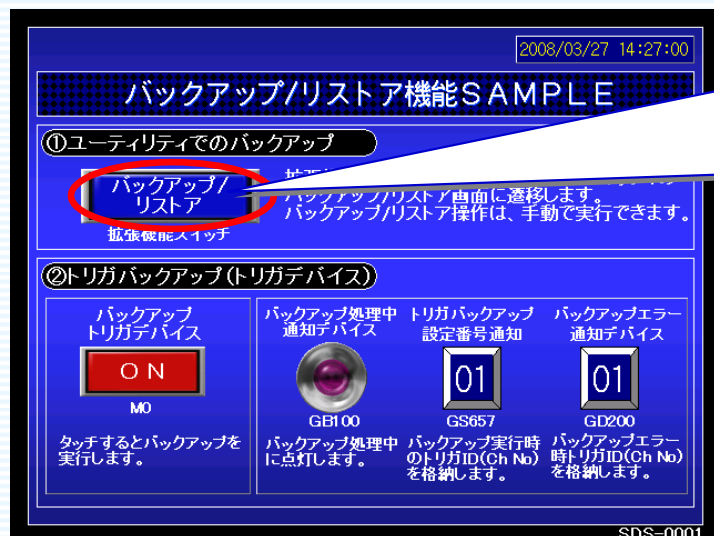 2008/03/27 14:27:00
バックアップ/リストア機能SAMPLE
①ユーティリティでのバックアップ
バックアップ/
リストア
拡張機能スイッチ
バックアップ/リストア画面に遷移します。
バックアップ/リストア操作は、手動で実行できます。
②トリガバックアップ(トリガデバイス)
バックアップ
トリガデバイス
ON
M0
タッチするとバックアップを
実行します。
バックアップ処理中
通知デバイス
GB100
バックアップ処理中
に点灯します。
トリガバックアップ
設定番号通知
01
GS657
バックアップ実行時
のトリガID(Ch No)
を格納します。
バックアップエラー
通知デバイス
01
GD200
バックアップエラー
時トリガID(Ch No)
を格納します。
SDS-0001